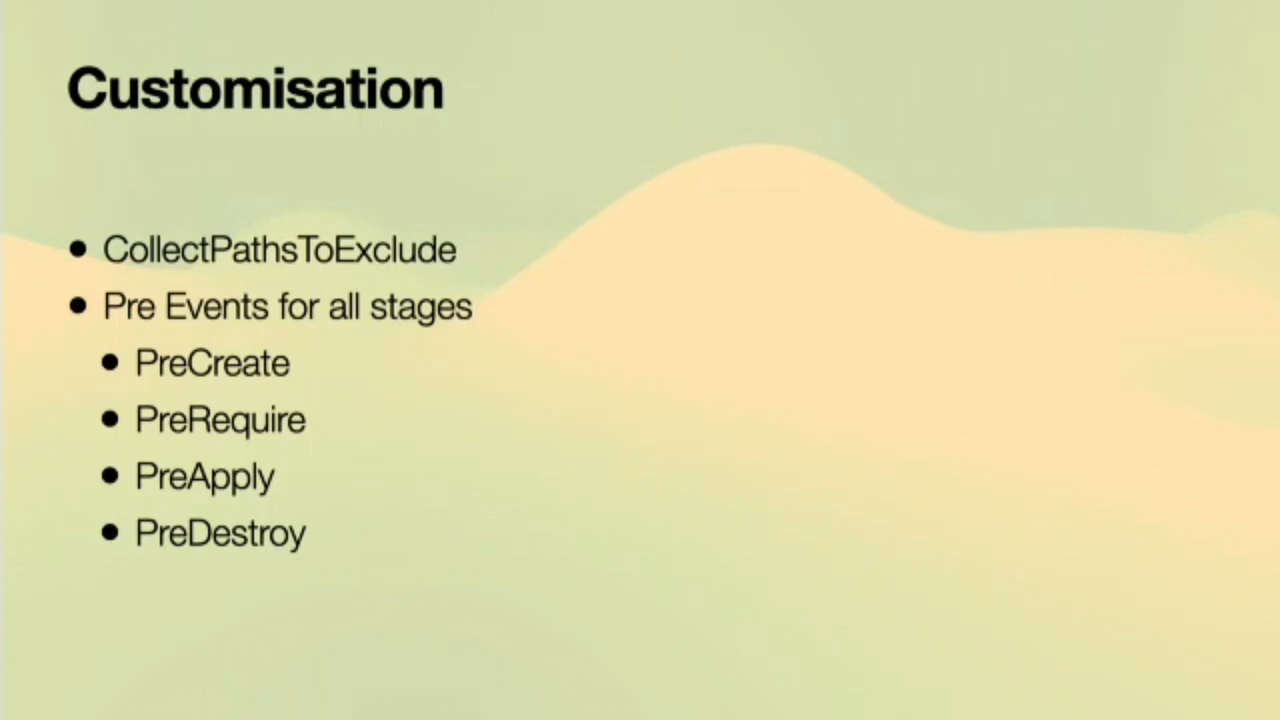 Customisation
CollectPathsToExclude
Pre Events for all stages
PreCreate
PreRequire
PreApply
PreDestroy